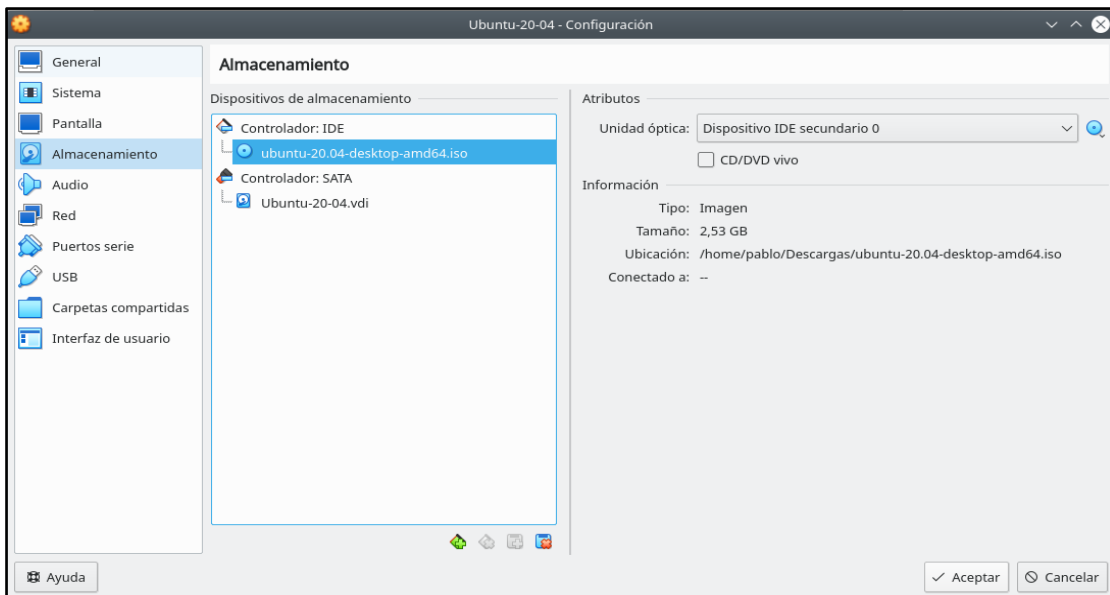 Ubuntu-20-04 - Configuración
General
Sistema
Pantalla
Almacenamiento
Audio
Red
Puertos serie
USB
Carpetas compartidas
Interfaz de usuario
Almacenamiento
Dispositivos de almacenamiento
Controlador: IDE
ubuntu-20.04-desktop-amd64.iso
Controlador: SATA
Ubuntu-20-04.vdi
Atributos
Unidad óptica: Dispositivo IDE secundario 0
CD/DVD vivo
Información
Tipo: Imagen
Tamaño: 2,53 GB
Ubicación: /home/pablo/Descargas/ubuntu-20.04-desktop-amd64.iso
Conectado a: --
Ayuda
Aceptar
Cancelar